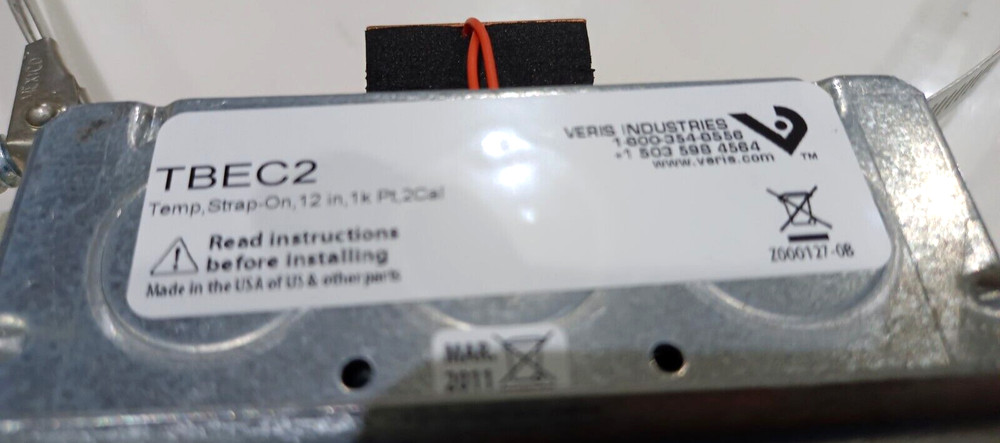 MEXICO
TBEC2
Temp,Strap-On,12 in,1k Pt,2Cal
Read instructions
before installing
Made in the USA of US & other parts
VERIS INDUSTRIES
1-800-354-8556
+1 503 598 4564
www.veris.com
TM
Z000127-0B
MAR.
2011